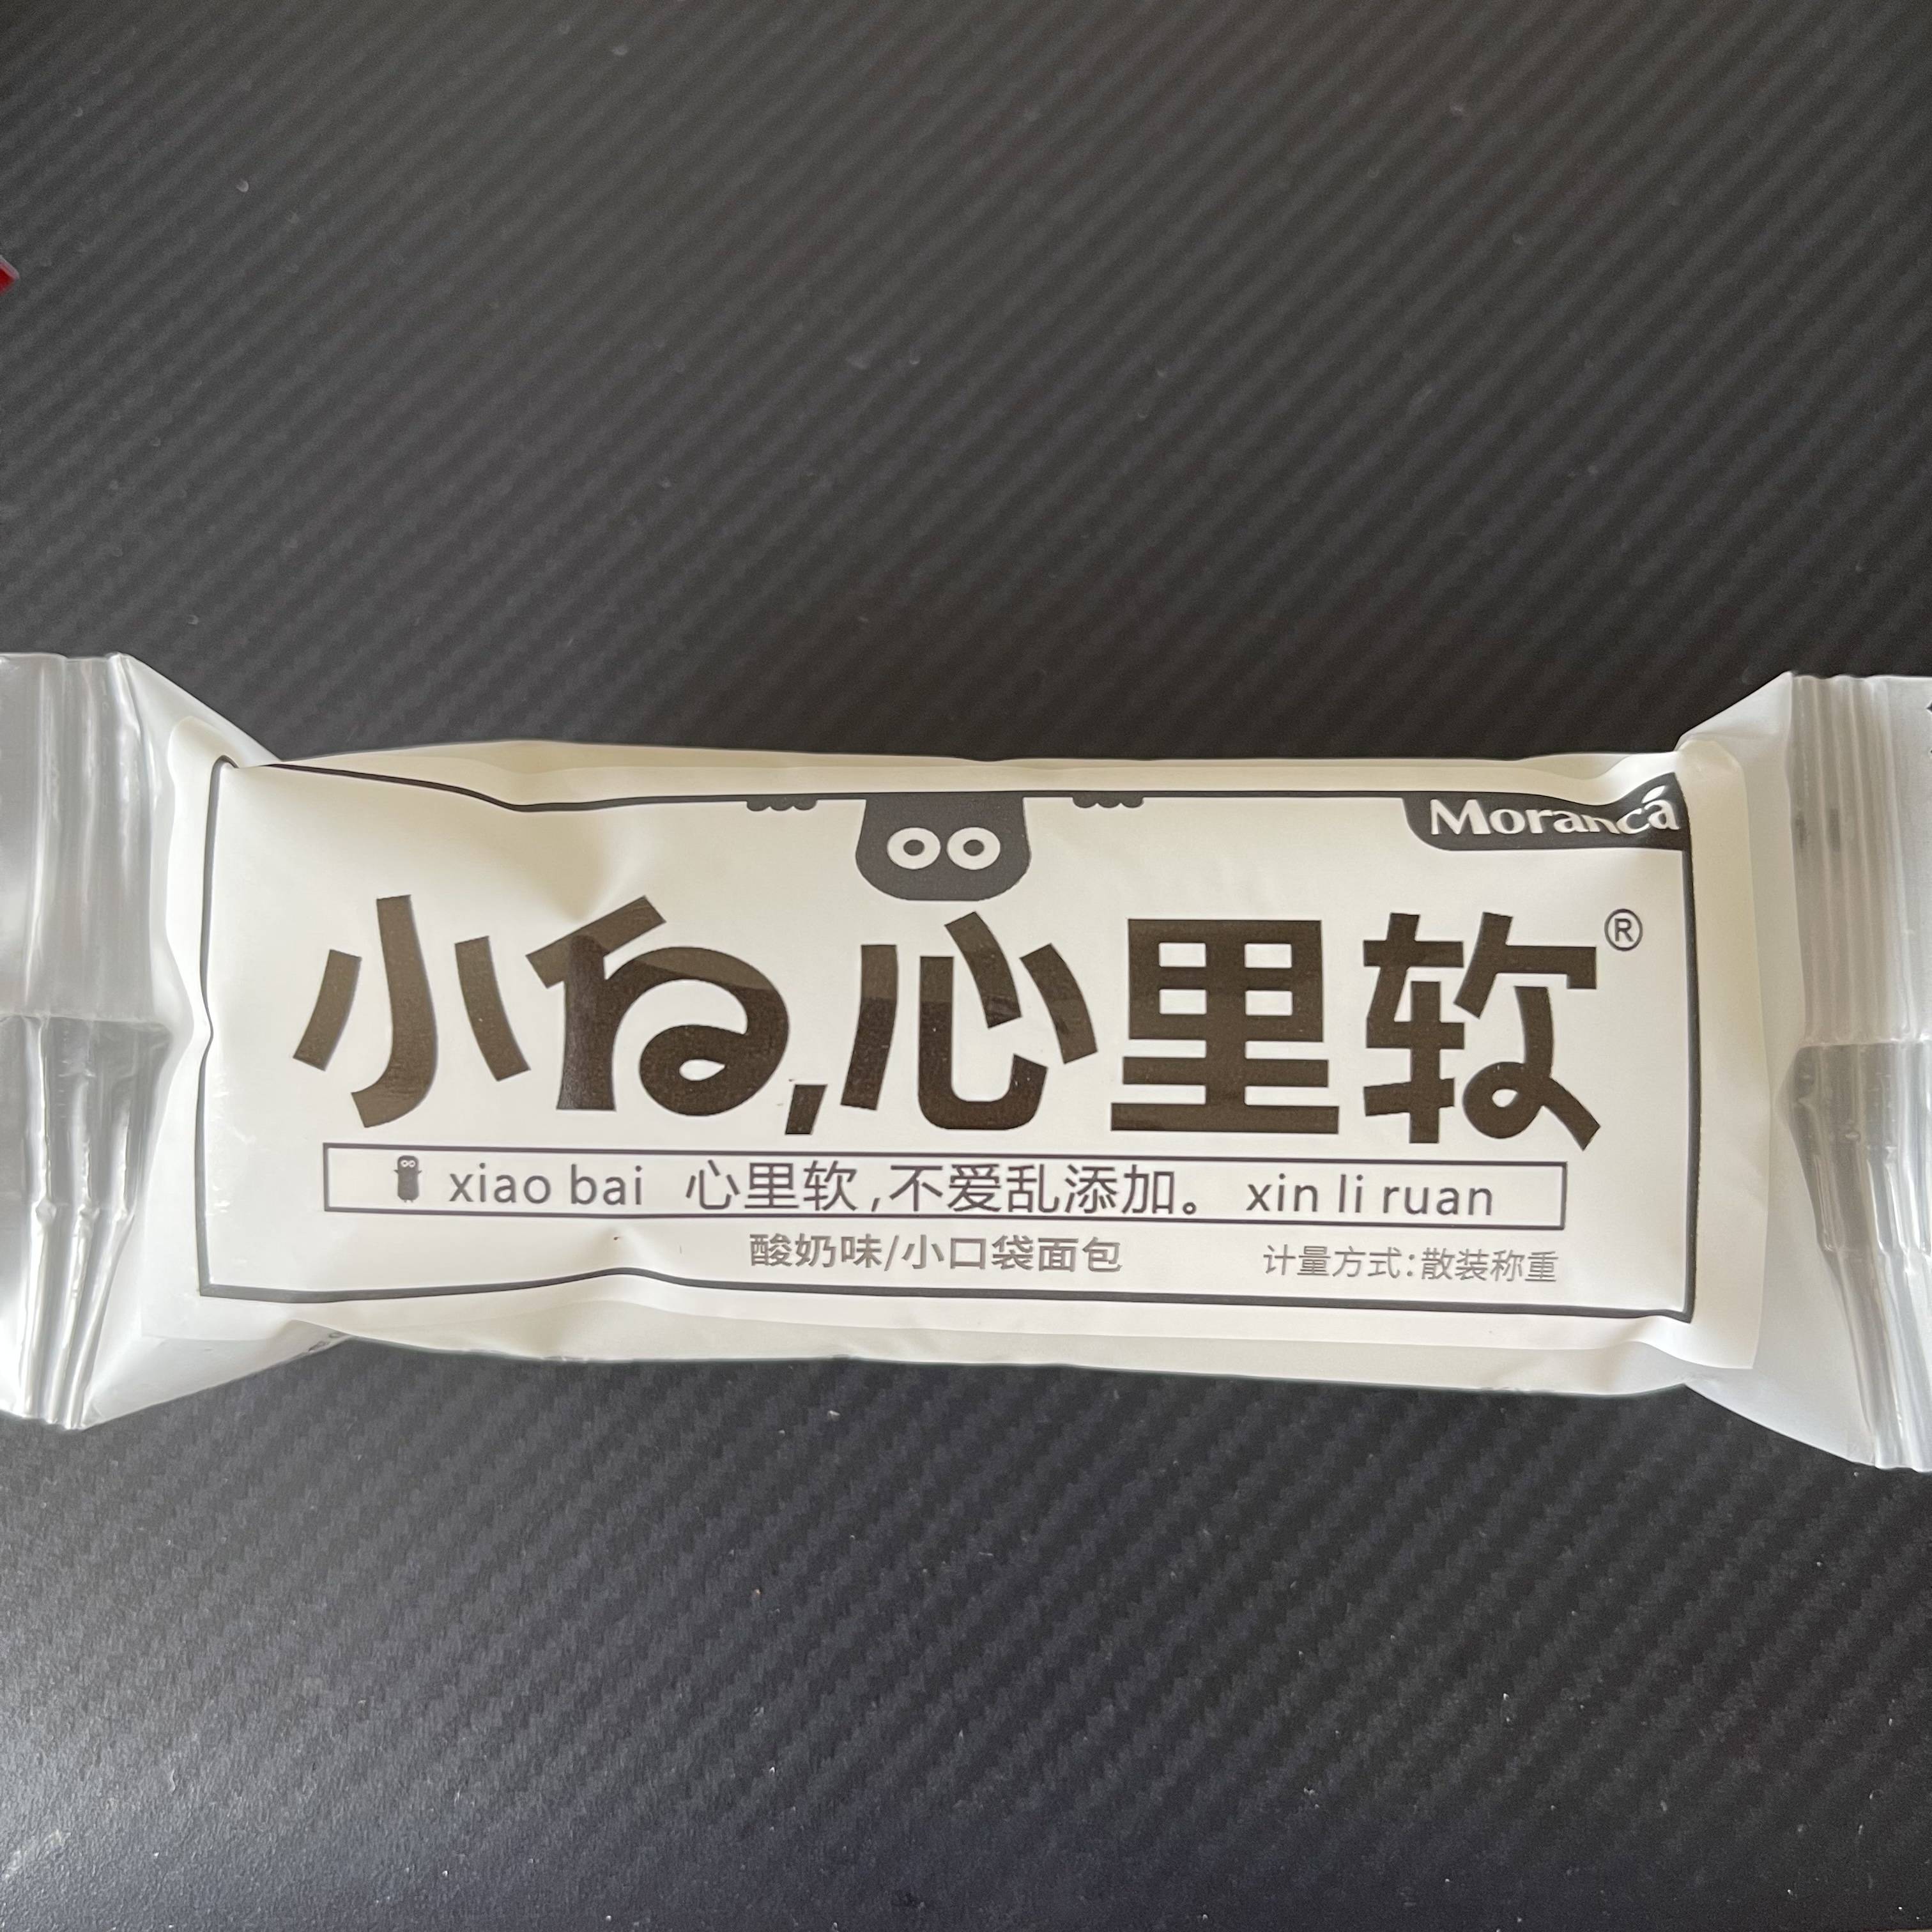 Moranca
小白,心里软®
xiao bai 心里软,不爱乱添加。 xin li ruan
酸奶味/小口袋面包
计量方式:散装称重